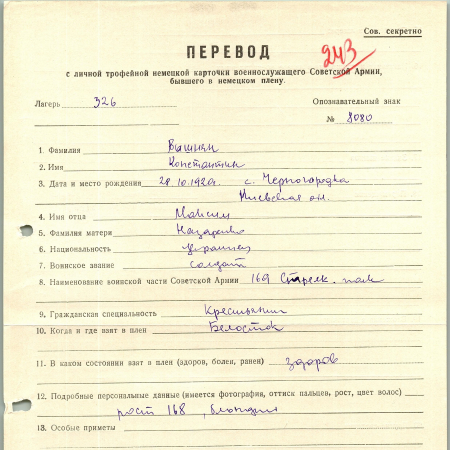 Сов. секретно
243
ПЕРЕВОД
с личной трофейной немецкой карточки военнослужащего Советской Армии,
бывшего в немецком плену.
Лагерь 326
Опознавательный знак
№ 8080
1. Фамилия
2. Имя Константин
3. Дата и место рождения 28.10.1920г. с. Черногородка
Киевская обл.
4. Имя отца Максим
5. Фамилия матери Назаренко
6. Национальность украинец
7. Воинское звание солдат
8. Наименование воинской части Советской Армии 169 Стрелк. полк
9. Гражданская специальность Крестьянин
10. Когда и где взят в плен Белосток
11. В каком состоянии взят в плен (здоров, болен, ранен) здоров
12. Подробные персональные данные (имеется фотография, оттиск пальцев, рост, цвет волос)
рост 168, блондин
13. Особые приметы